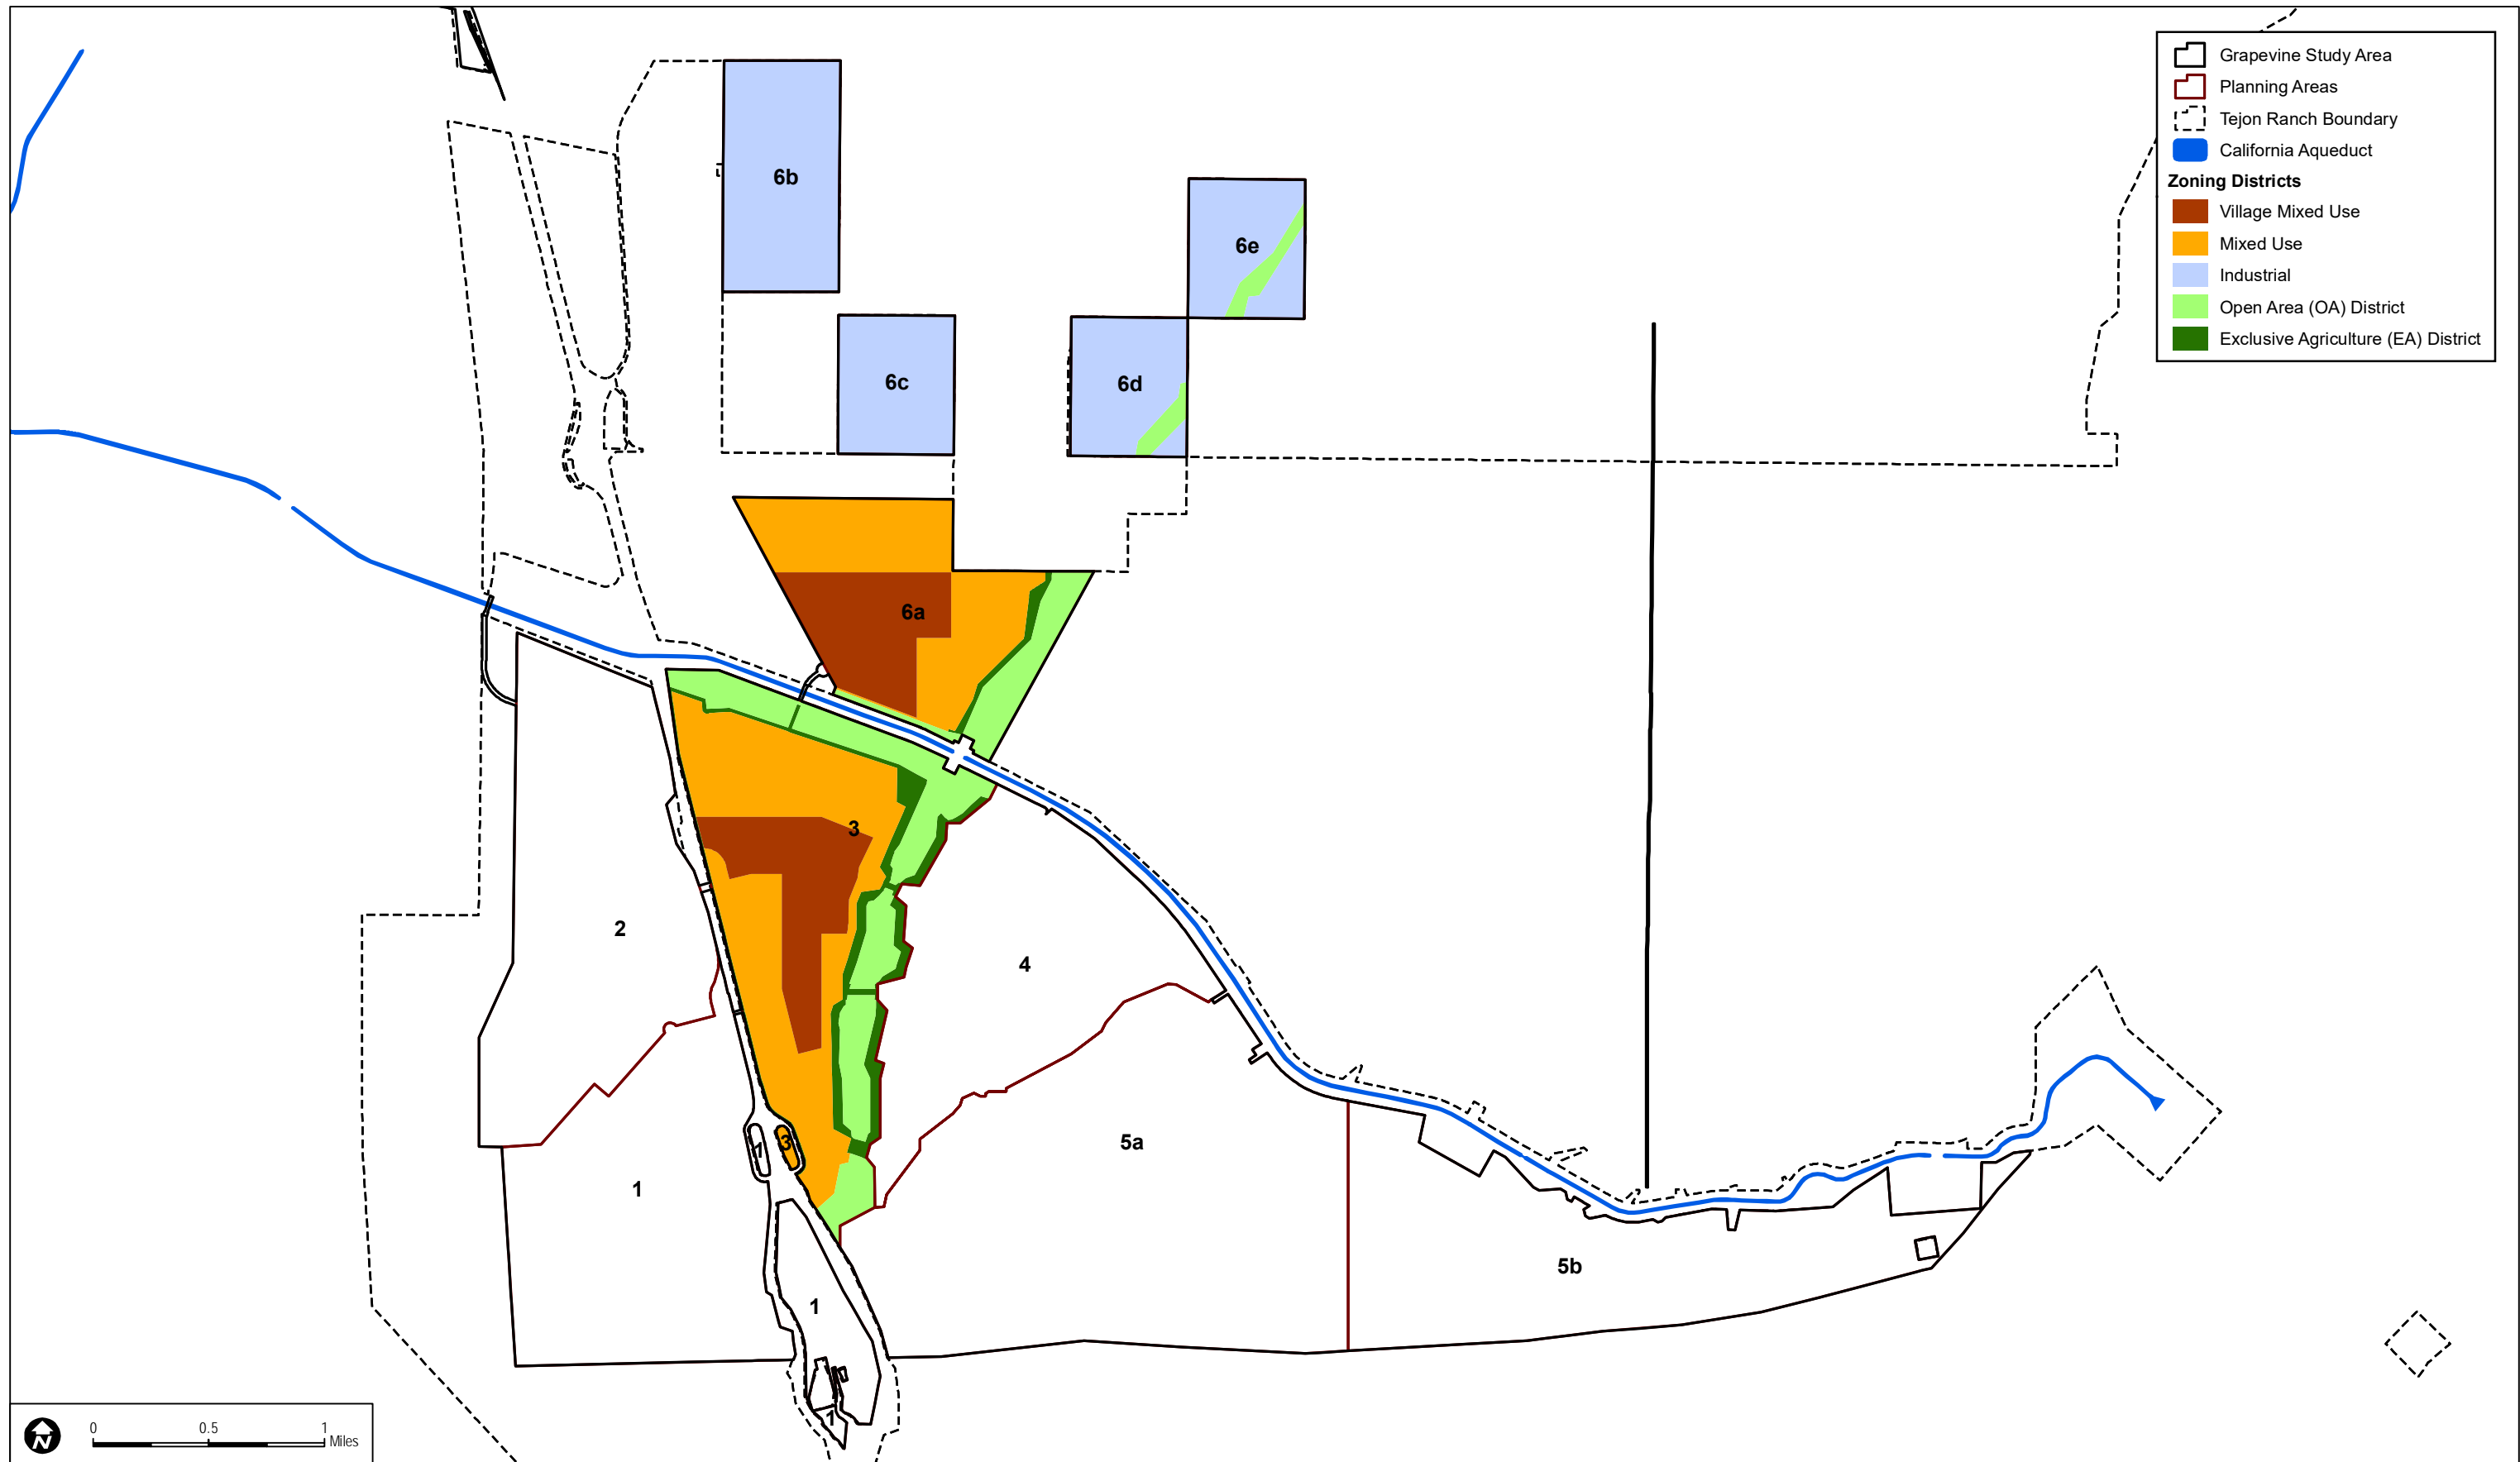 Grapevine Study Area
Planning Areas
Tejon Ranch Boundary
California Aqueduct
Zoning Districts
Village Mixed Use
Mixed Use
Industrial
Open Area (OA) District
Exclusive Agriculture (EA) District
6b
6e
6c
6d
6a
3
2
4
1
3
5a
1
5b
1
1
N
0
0.5
1
Miles